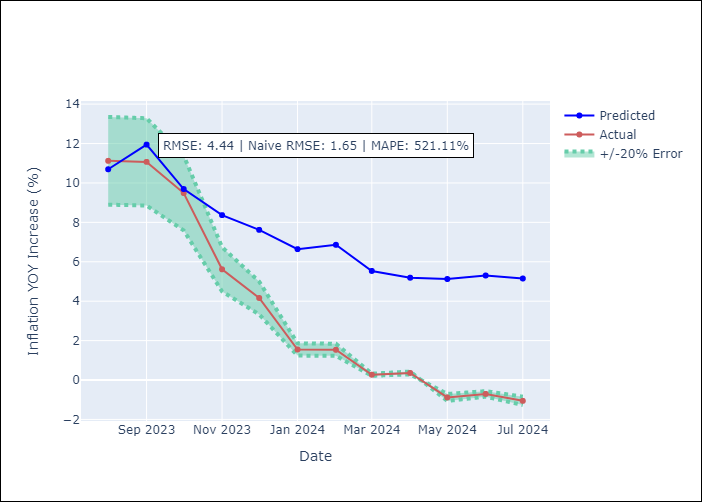 14
12
10
8
6
4
2
0
−2
Inflation YOY Increase (%)
RMSE: 4.44 | Naive RMSE: 1.65 | MAPE: 521.11%
Predicted
Actual
+/-20% Error
Sep 2023 Nov 2023 Jan 2024 Mar 2024 May 2024 Jul 2024
Date